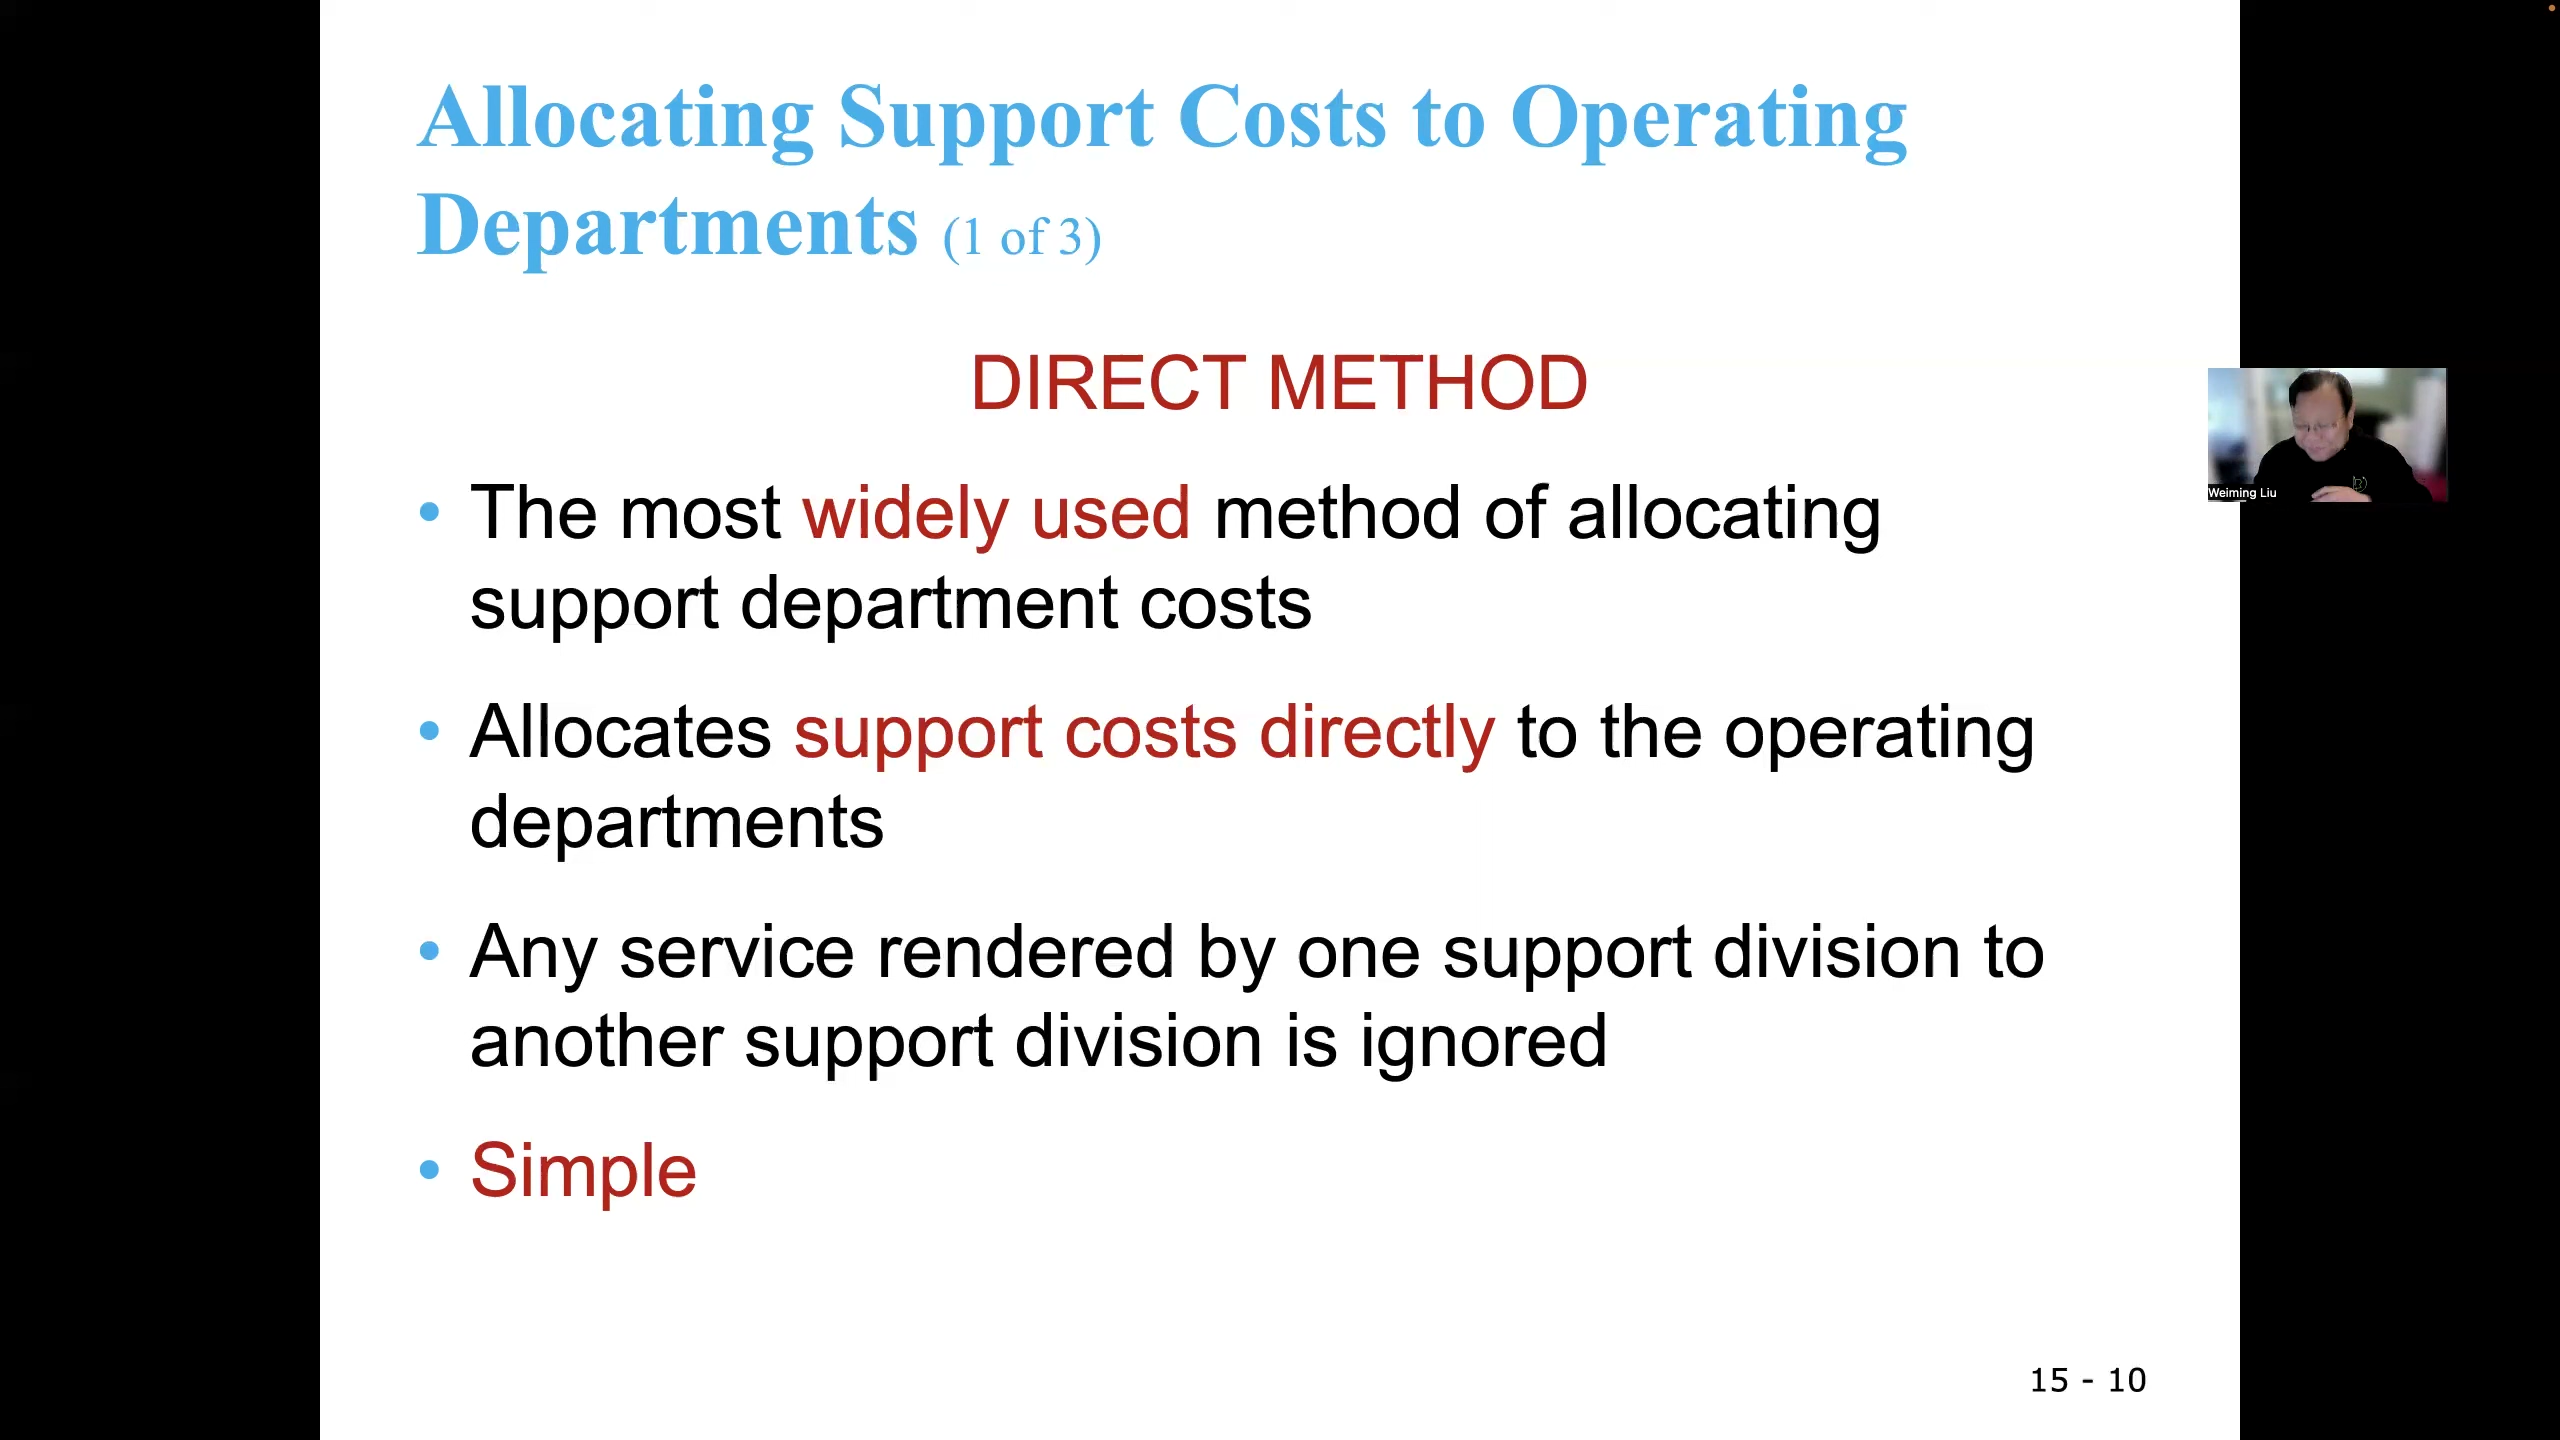 Allocating Support Costs to Operating
Departments (1 of 3)
DIRECT METHOD
• The most widely used method of allocating
support department costs
• Allocates support costs directly to the operating
departments
• Any service rendered by one support division to
another support division is ignored
• Simple
Weiming Liu
15 - 10